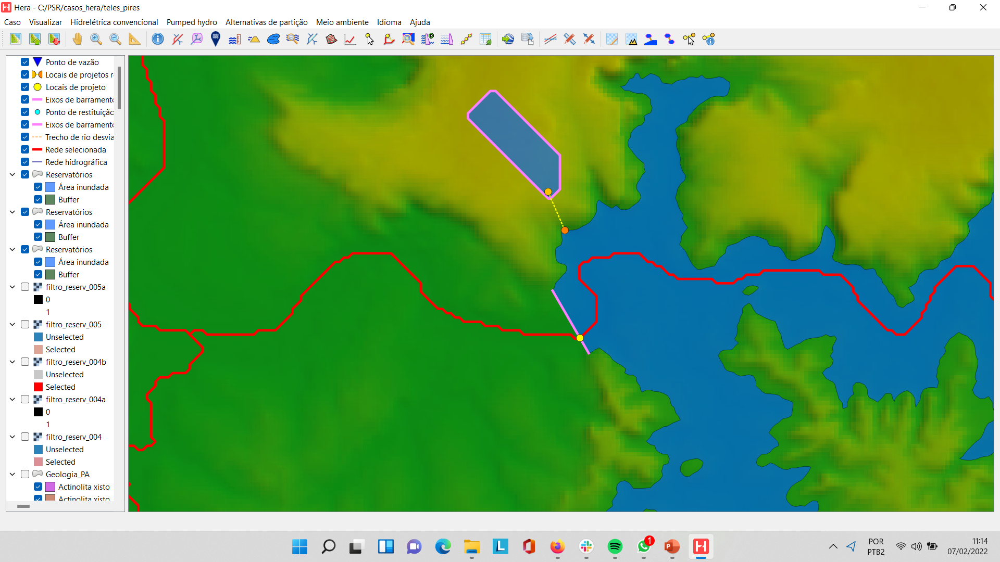 Hera - C:/PSR/casos_hera/teles_pires
Caso Visualizar Hidrelétrica convencional Pumped hydro Alternativas de partição Meio ambiente Idioma Ajuda
Ponto de vazão
Locais de projetos r
Locais de projeto
Eixos de barramento
Ponto de restituição
Eixos de barramento
Trecho de rio desvia
Rede selecionada
Rede hidrográfica
Reservatórios
Área inundada
Buffer
Reservatórios
Área inundada
Buffer
Reservatórios
Área inundada
Buffer
filtro_reserv_005a
0
1
filtro_reserv_005
Unselected
Selected
filtro_reserv_004b
Unselected
Selected
filtro_reserv_004a
0
1
filtro_reserv_004
Unselected
Selected
Geologia_PA
Actinolita xisto
Actinolita xisto
1
POR
PTB2
11:14
07/02/2022